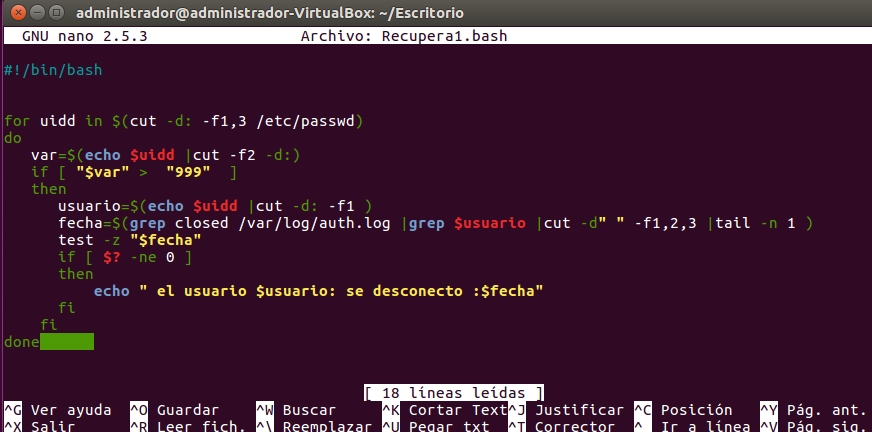 administrador@administrador-VirtualBox: ~/Escritorio
GNU nano 2.5.3 Archivo: Recupera1.bash
#!/bin/bash
for uidd in $(cut -d: -f1,3 /etc/passwd)
do
   var=$(echo $uidd |cut -f2 -d:)
   if [ "$var" >  "999"  ]
   then
      usuario=$(echo $uidd |cut -d: -f1 )
      fecha=$(grep closed /var/log/auth.log |grep $usuario |cut -d" " -f1,2,3 |tail -n 1 )
      test -z "$fecha"
      if [ $? -ne 0 ]
      then
          echo " el usuario $usuario: se desconecto :$fecha"
      fi
    fi
done
[ 18 líneas leídas ]
^G Ver ayuda ^O Guardar ^W Buscar ^K Cortar Text ^J Justificar ^C Posición ^Y Pág. ant.
^X Salir ^R Leer fich. ^\ Reemplazar ^U Pegar txt ^T Corrector ^_ Ir a línea ^V Pág. sig.